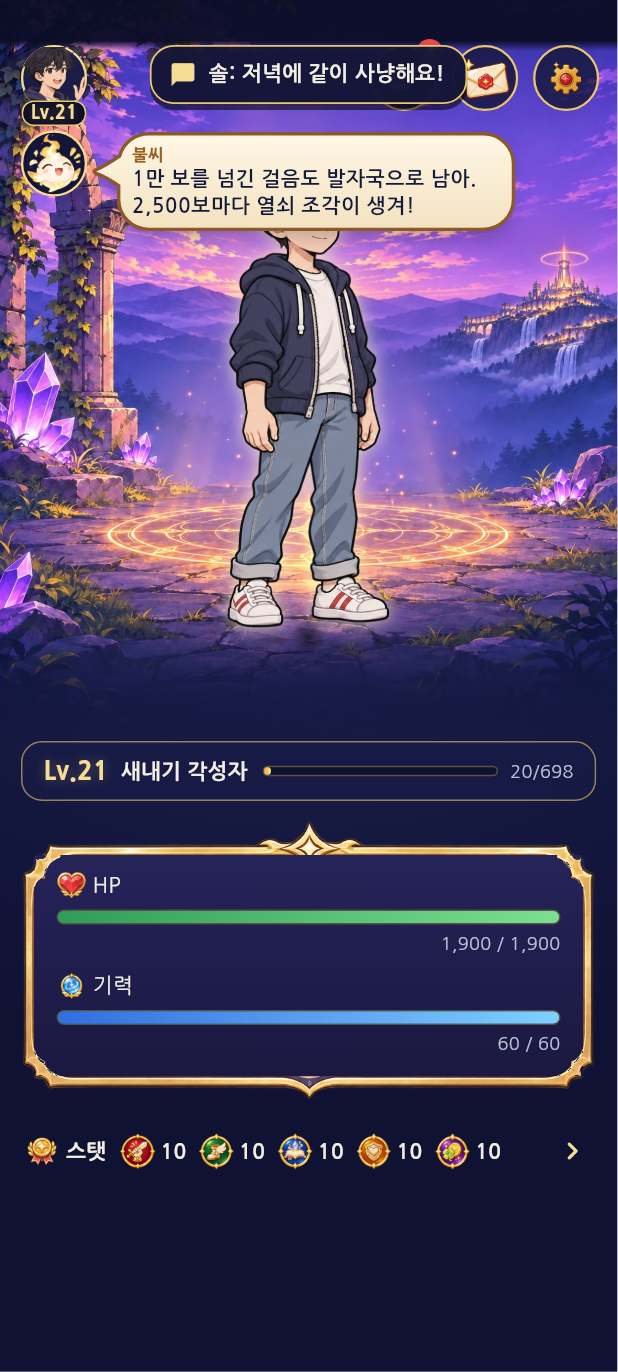 솔: 저녁에 같이 사냥해요!
Lv.21
불씨
1만 보를 넘긴 걸음도 발자국으로 남아.
2,500보마다 열쇠 조각이 생겨!
Lv.21 새내기 각성자 20/698
HP
1,900 / 1,900
기력
60 / 60
스탯 10 10 10 10 10